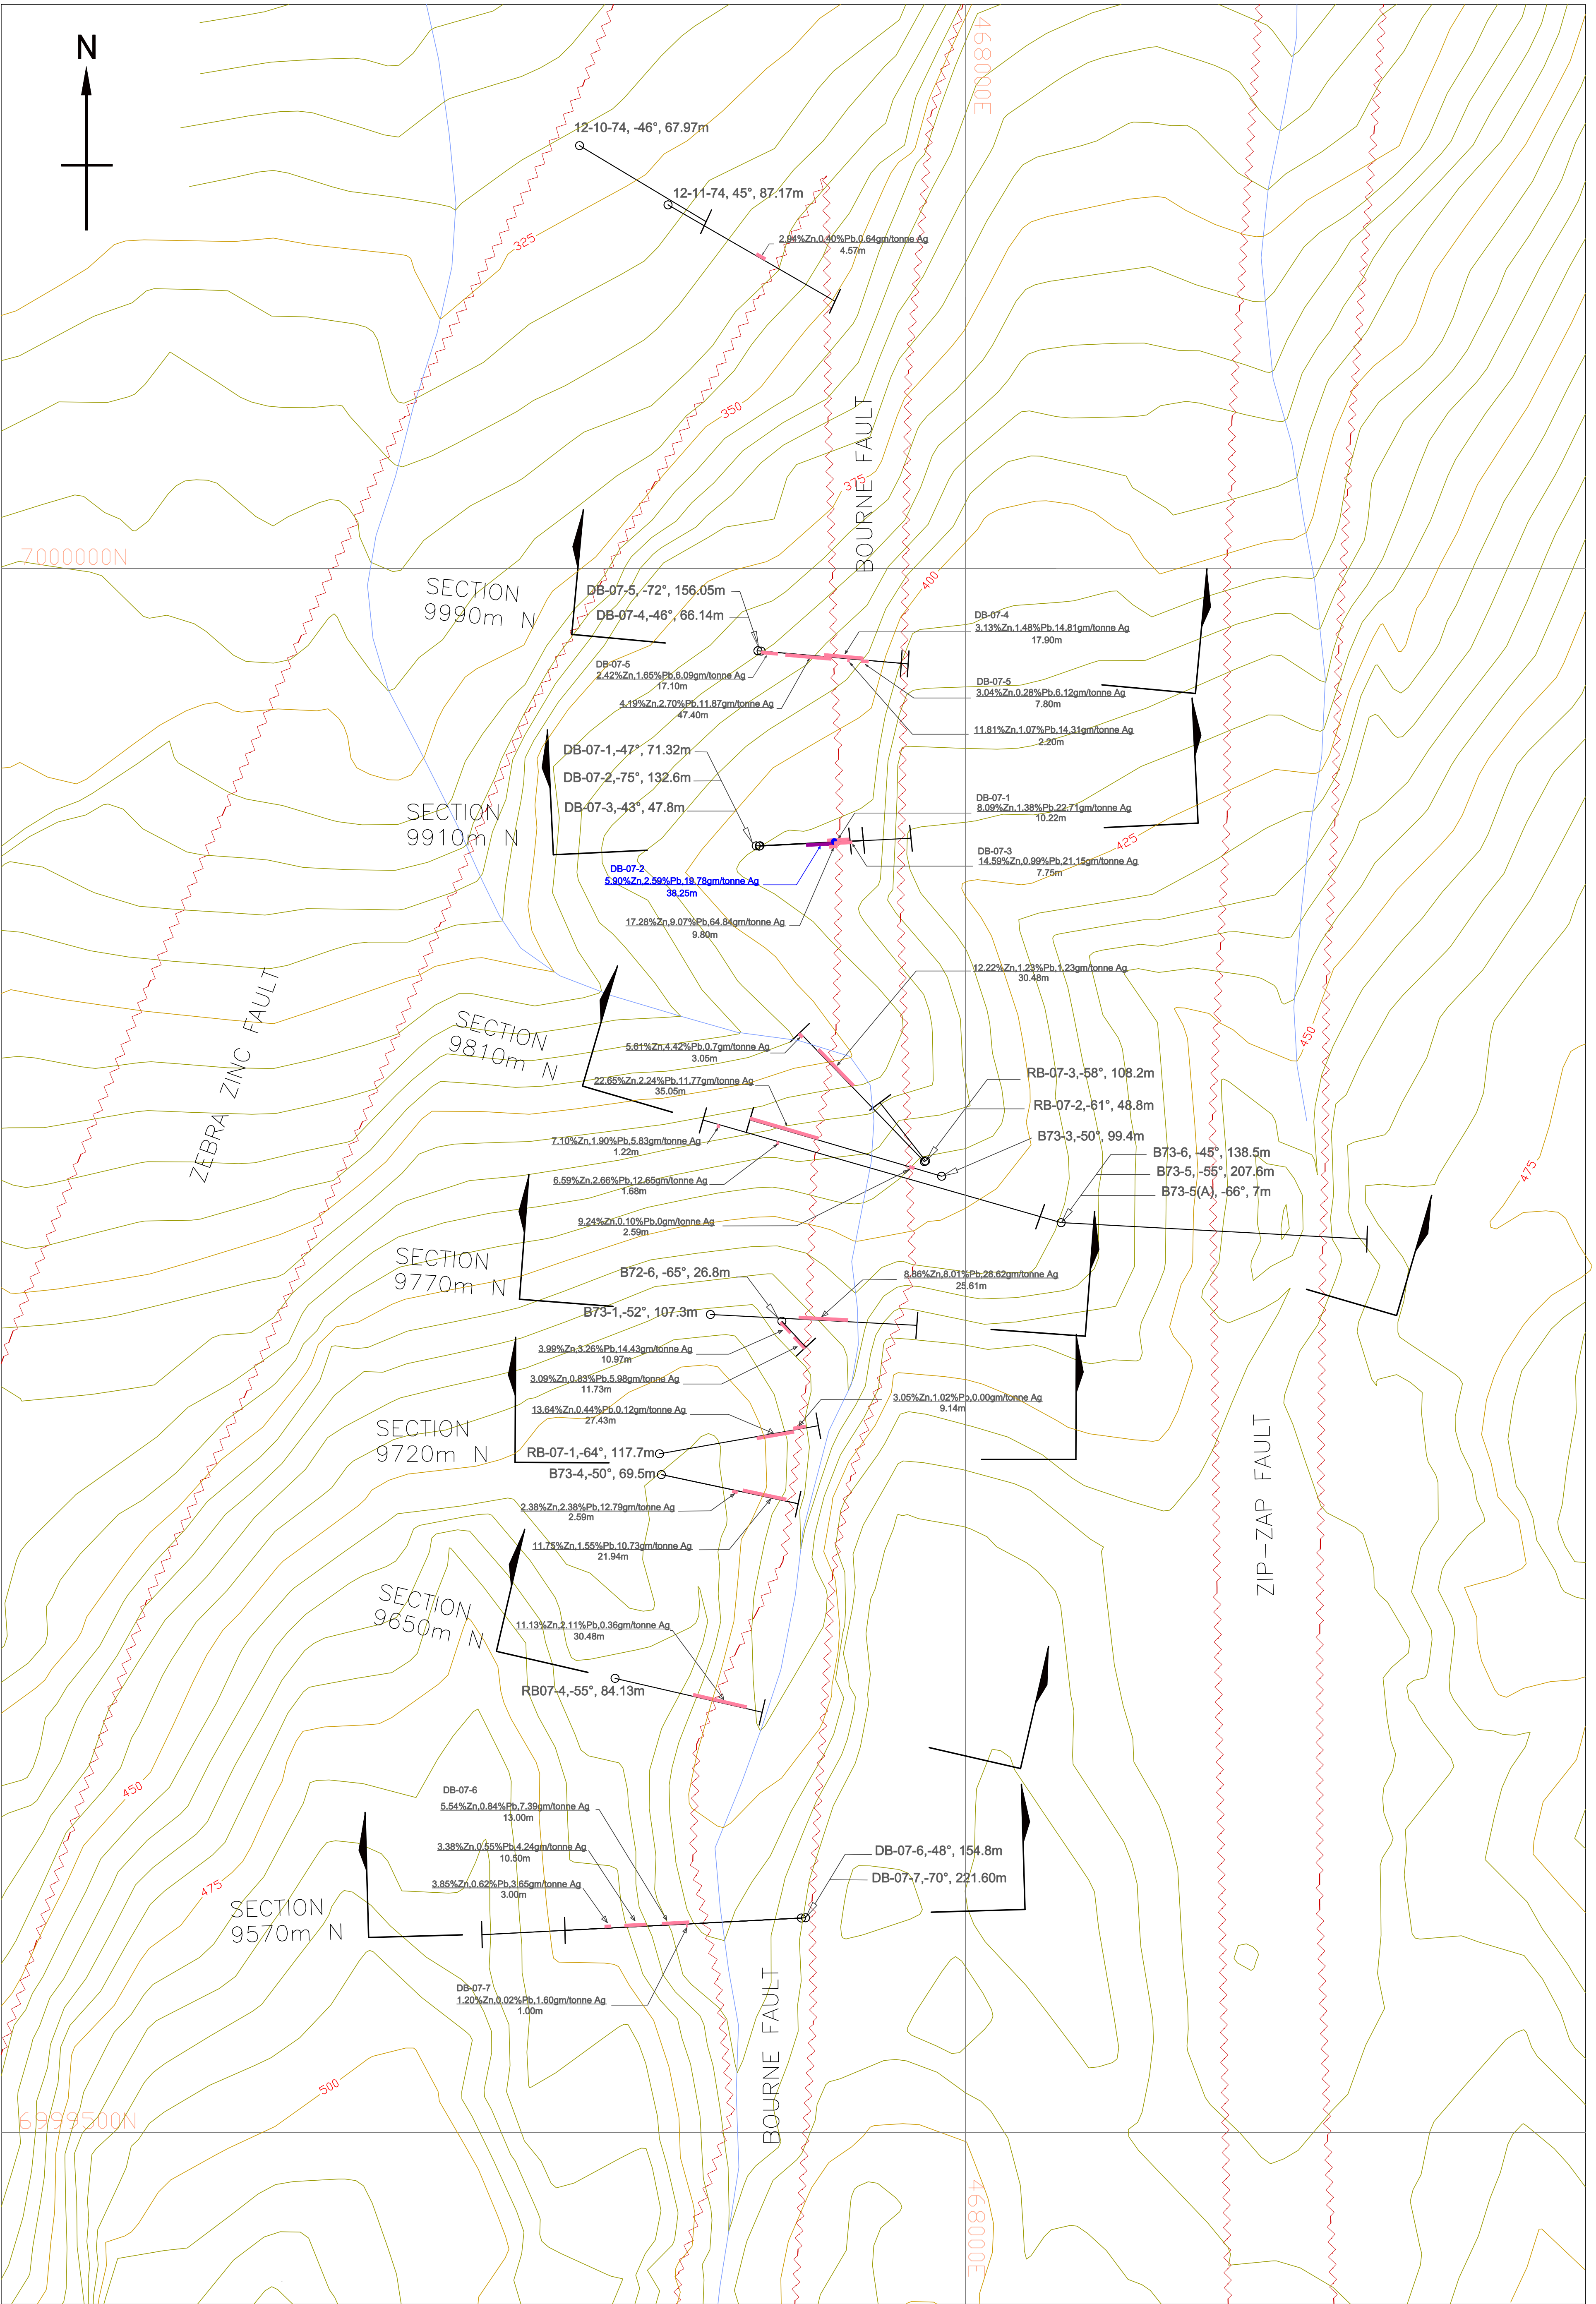 N
468000E
12-10-74, -46°, 67.97m
12-11-74, 45°, 87.17m
2.94%Zn,0.40%Pb,0.64gm/tonne Ag
4.57m
325
350
BOURNE FAULT
375
7000000N
400
SECTION
9990m N
DB-07-5, -72°, 156.05m
DB-07-4,-46°, 66.14m
DB-07-4
3.13%Zn,1.48%Pb,14.81gm/tonne Ag
17.90m
DB-07-5
2.42%Zn,1.65%Pb,6.09gm/tonne Ag
17.10m
DB-07-5
3.04%Zn,0.28%Pb,6.12gm/tonne Ag
7.80m
4.19%Zn,2.70%Pb,11.87gm/tonne Ag
47.40m
11.81%Zn,1.07%Pb,14.31gm/tonne Ag
2.20m
DB-07-1,-47°, 71.32m
DB-07-2,-75°, 132.6m
DB-07-3,-43°, 47.8m
SECTION
9910m N
DB-07-1
8.09%Zn,1.38%Pb,22.71gm/tonne Ag
10.22m
425
DB-07-3
14.59%Zn,0.99%Pb,21.15gm/tonne Ag
7.75m
DB-07-2
5.90%Zn,2.59%Pb,19.78gm/tonne Ag
38.25m
17.28%Zn,9.07%Pb,64.84gm/tonne Ag
9.80m
12.22%Zn,1.23%Pb,1.23gm/tonne Ag
30.48m
ZEBRA ZINC FAULT
SECTION
9810m N
450
5.61%Zn,4.42%Pb,0.7gm/tonne Ag
3.05m
22.65%Zn,2.24%Pb,11.77gm/tonne Ag
35.05m
RB-07-3,-58°, 108.2m
RB-07-2,-61°, 48.8m
B73-3,-50°, 99.4m
7.10%Zn,1.90%Pb,5.83gm/tonne Ag
1.22m
B73-6, -45°, 138.5m
B73-5, -55°, 207.6m
B73-5(A), -66°, 7m
475
6.59%Zn,2.66%Pb,12.65gm/tonne Ag
1.68m
9.24%Zn,0.10%Pb,0gm/tonne Ag
2.59m
SECTION
9770m N
B72-6, -65°, 26.8m
8.86%Zn,8.01%Pb,28.62gm/tonne Ag
25.61m
B73-1,-52°, 107.3m
3.99%Zn,3.26%Pb,14.43gm/tonne Ag
10.97m
3.09%Zn,0.83%Pb,5.98gm/tonne Ag
11.73m
3.05%Zn,1.02%Pb,0.00gm/tonne Ag
9.14m
13.64%Zn,0.44%Pb,0.12gm/tonne Ag
27.43m
SECTION
9720m N
RB-07-1,-64°, 117.7m
B73-4,-50°, 69.5m
2.38%Zn,2.38%Pb,12.79gm/tonne Ag
2.59m
ZIP-ZAP FAULT
11.75%Zn,1.55%Pb,10.73gm/tonne Ag
21.94m
SECTION
9650m N
11.13%Zn,2.11%Pb,0.36gm/tonne Ag
30.48m
RB07-4,-55°, 84.13m
450
DB-07-6
5.54%Zn,0.84%Pb,7.39gm/tonne Ag
13.00m
3.38%Zn,0.55%Pb,4.24gm/tonne Ag
10.50m
DB-07-6,-48°, 154.8m
DB-07-7,-70°, 221.60m
475
3.85%Zn,0.62%Pb,3.65gm/tonne Ag
3.00m
SECTION
9570m N
DB-07-7
1.20%Zn,0.02%Pb,1.60gm/tonne Ag
1.00m
BOURNE FAULT
500
6999500N
468000E